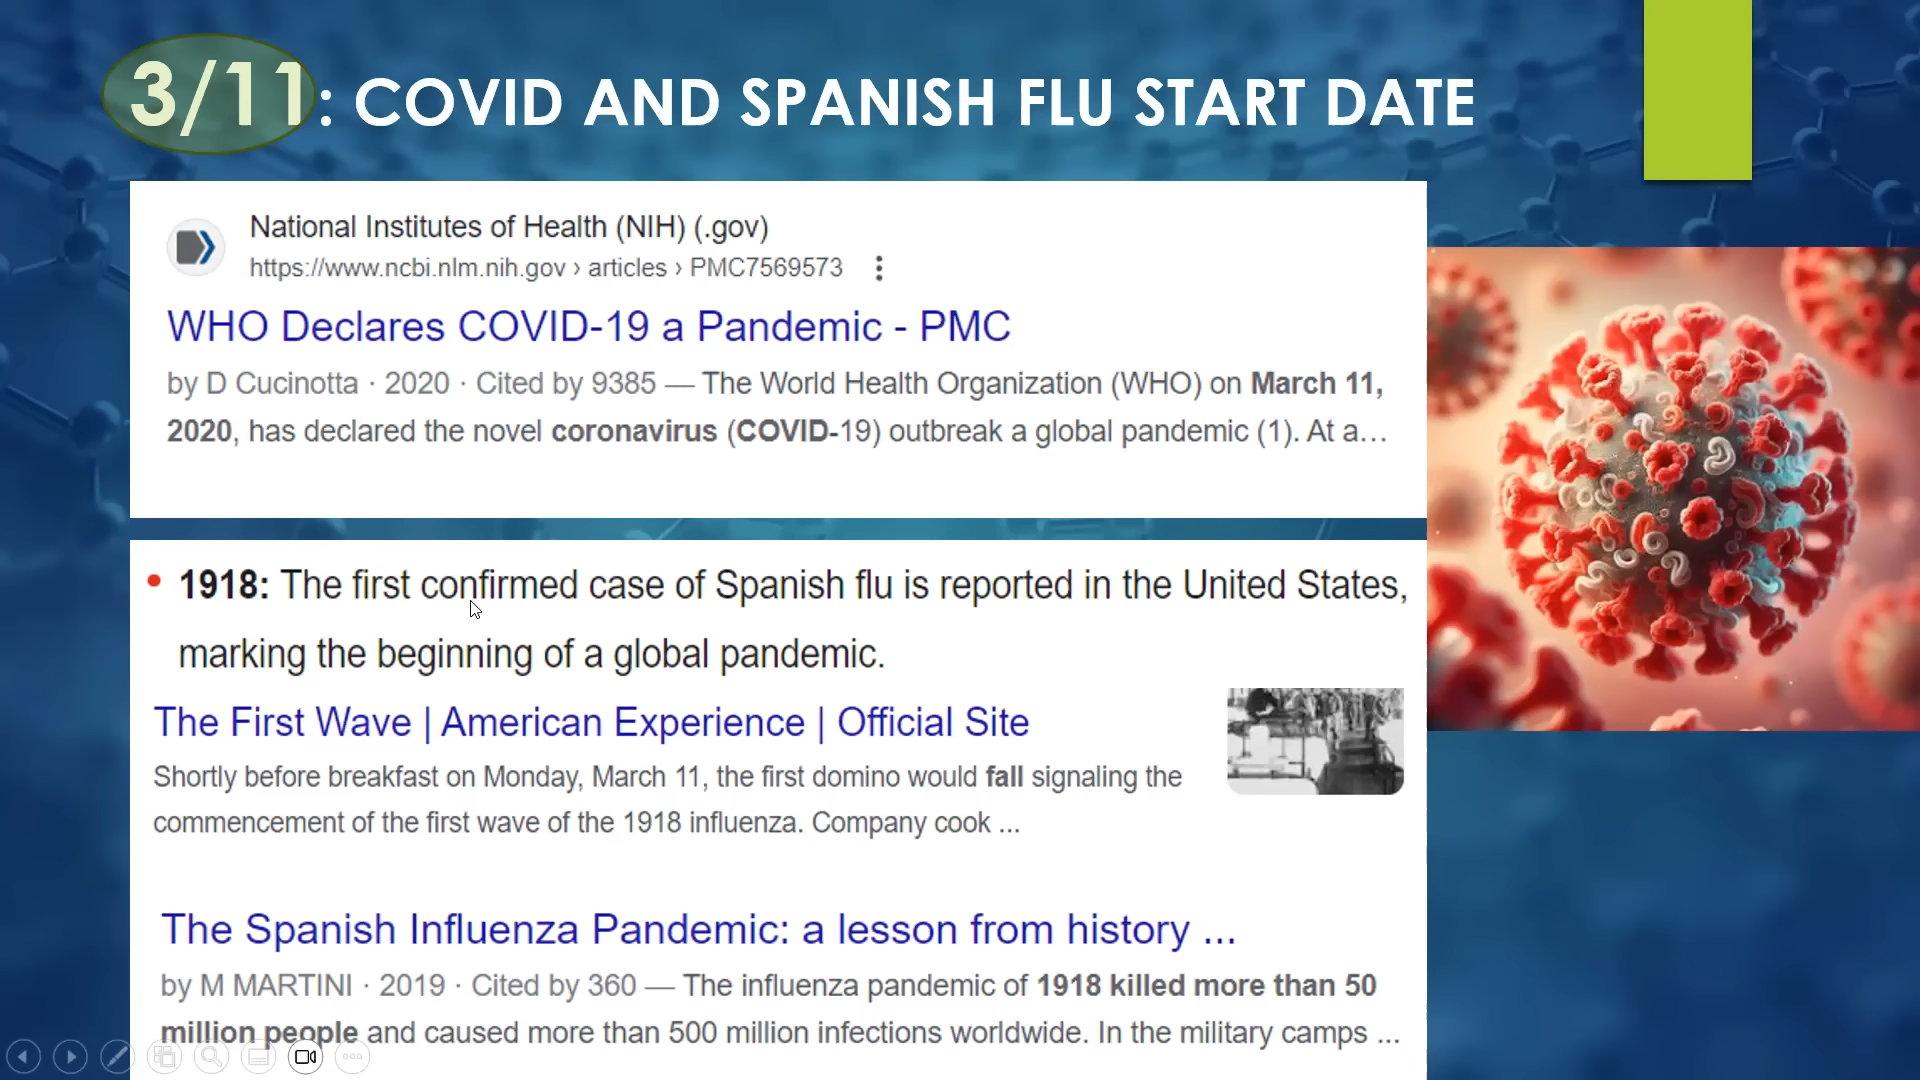 3/11: COVID AND SPANISH FLU START DATE
National Institutes of Health (NIH) (.gov)
https://www.ncbi.nlm.nih.gov › articles › PMC7569573
WHO Declares COVID-19 a Pandemic - PMC
by D Cucinotta · 2020 · Cited by 9385 — The World Health Organization (WHO) on March 11,
2020, has declared the novel coronavirus (COVID-19) outbreak a global pandemic (1). At a...
• 1918: The first confirmed case of Spanish flu is reported in the United States,
marking the beginning of a global pandemic.
The First Wave | American Experience | Official Site
Shortly before breakfast on Monday, March 11, the first domino would fall signaling the
commencement of the first wave of the 1918 influenza. Company cook ...
The Spanish Influenza Pandemic: a lesson from history ...
by M MARTINI · 2019 · Cited by 360 — The influenza pandemic of 1918 killed more than 50
million people and caused more than 500 million infections worldwide. In the military camps ...